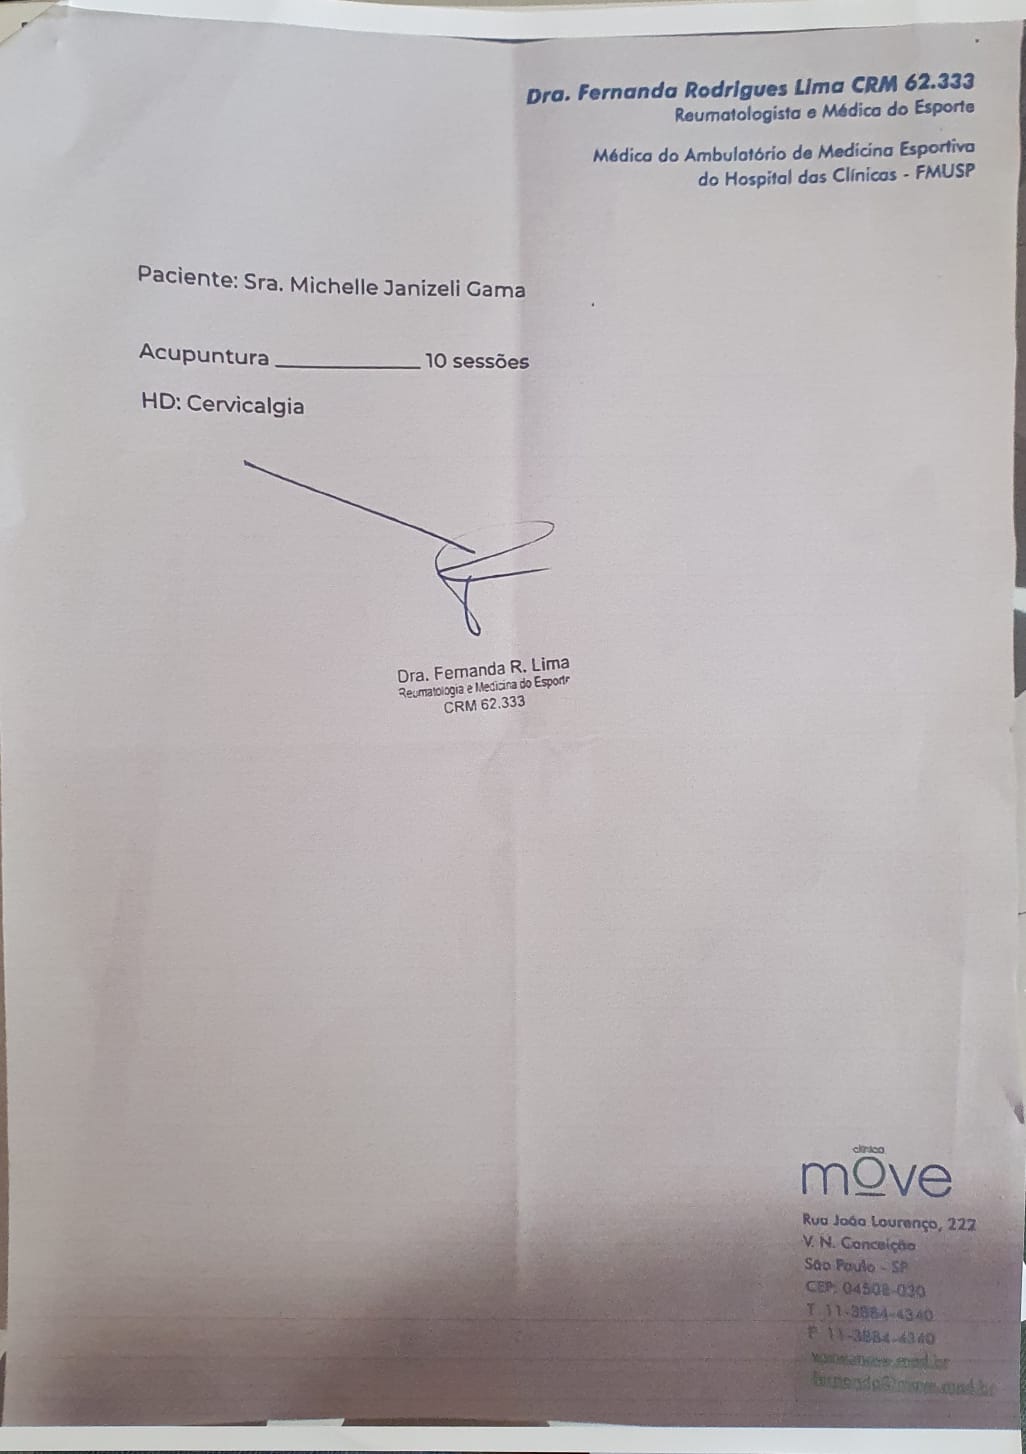 Dra. Fernanda Rodrigues Lima CRM 62.333
Reumatologista e Médica do Esporte
Médica do Ambulatório de Medicina Esportiva
do Hospital das Clínicas - FMUSP
Paciente: Sra. Michelle Janizeli Gama
Acupuntura ____________ 10 sessões
HD: Cervicalgia
Dra. Fernanda R. Lima
Reumatologia e Medicina do Esporte
CRM 62.333
clínica
move
Rua João Lourenço, 222
V. N. Conceição
São Paulo - SP
CEP: 04508-030
T 11-3884-4340
F 11-3884-4340